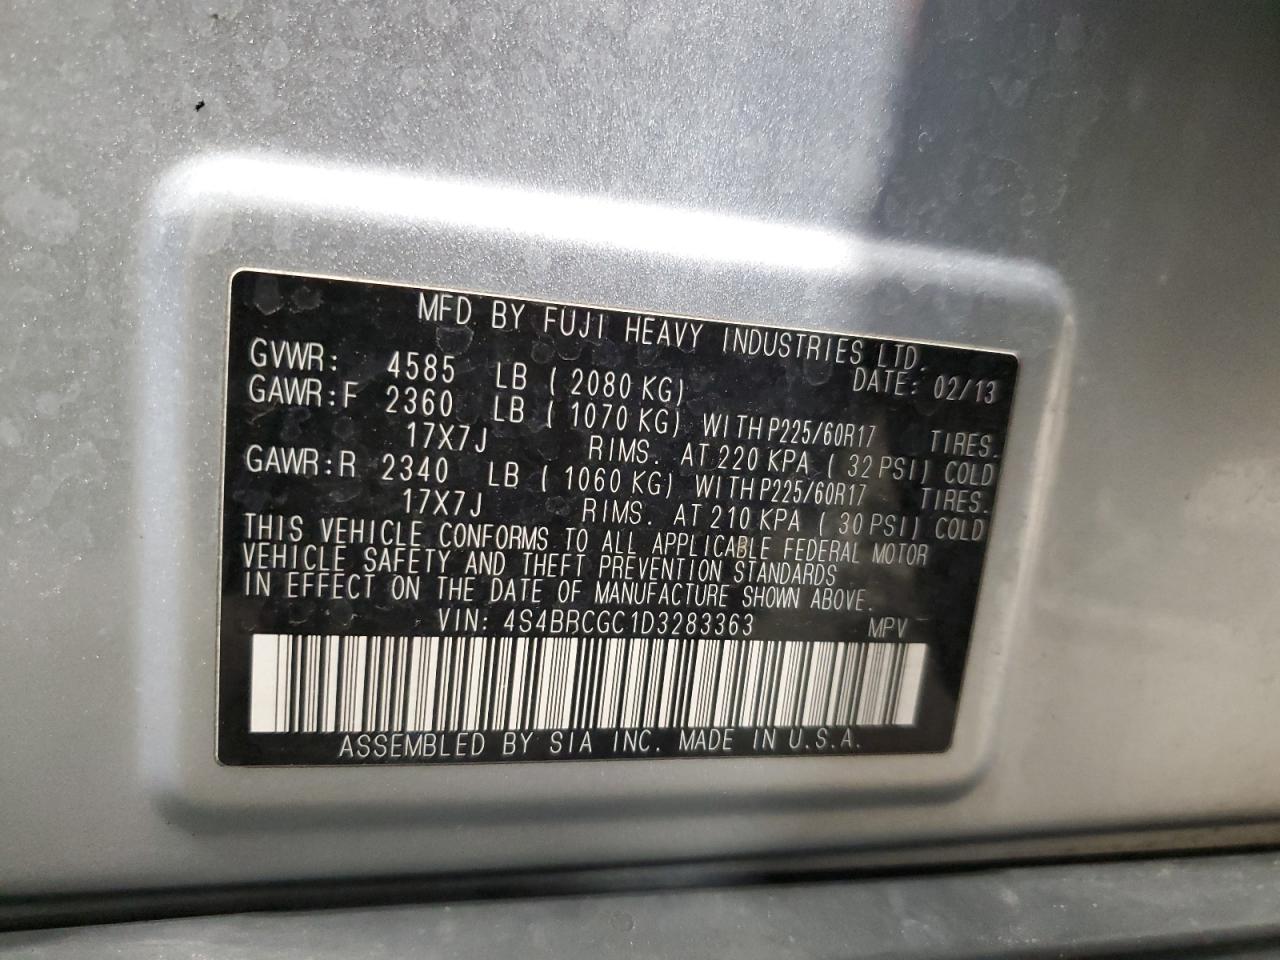 MFD. BY FUJI HEAVY INDUSTRIES LTD.
GVWR: 4585 LB ( 2080 KG) DATE: 02/13
GAWR:F 2360 LB ( 1070 KG) WITH P225/60R17 TIRES.
17X7J RIMS. AT 220 KPA ( 32 PSI) COLD
GAWR:R 2340 LB ( 1060 KG) WITH P225/60R17 TIRES.
17X7J RIMS. AT 210 KPA ( 30 PSI) COLD
THIS VEHICLE CONFORMS TO ALL APPLICABLE FEDERAL MOTOR
VEHICLE SAFETY AND THEFT PREVENTION STANDARDS
IN EFFECT ON THE DATE OF MANUFACTURE SHOWN ABOVE.
VIN: 4S4BRCGC1D3283363 MPV
ASSEMBLED BY SIA INC. MADE IN U.S.A.